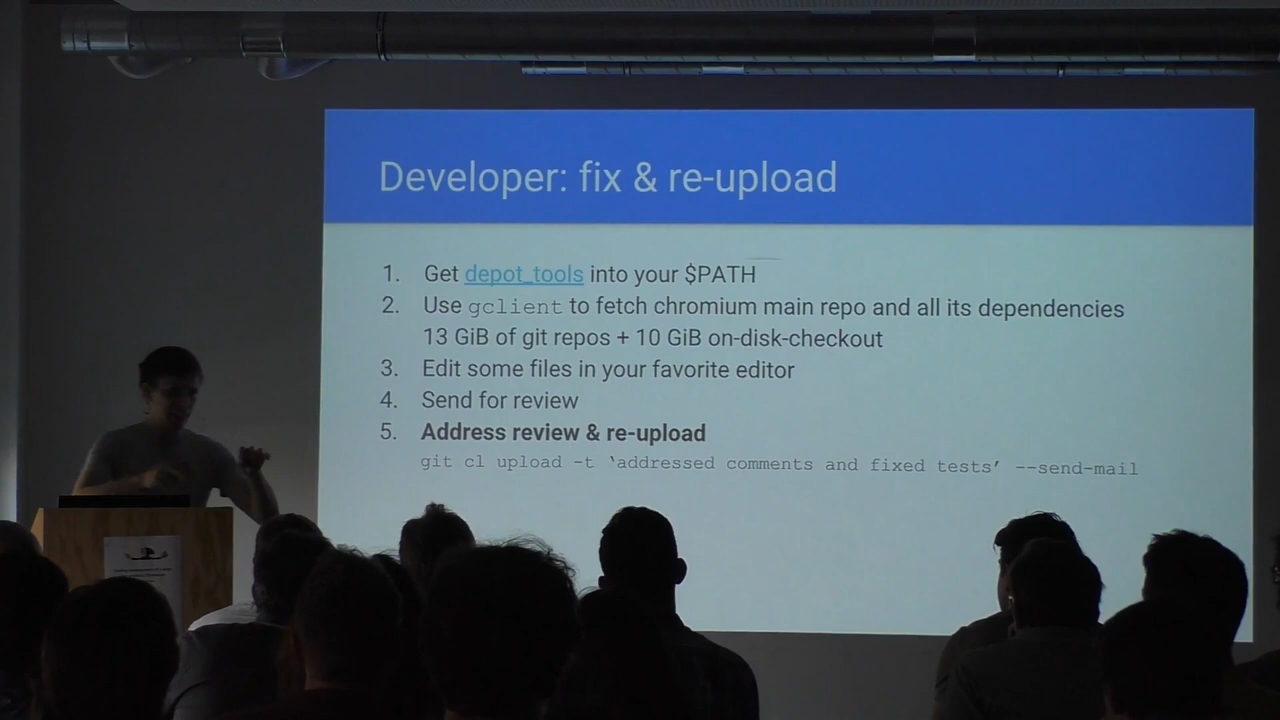 Developer: fix & re-upload
1. Get depot_tools into your $PATH
2. Use gclient to fetch chromium main repo and all its dependencies
13 GiB of git repos + 10 GiB on-disk-checkout
3. Edit some files in your favorite editor
4. Send for review
5. Address review & re-upload
git cl upload -t ‘addressed comments and fixed tests’ --send-mail